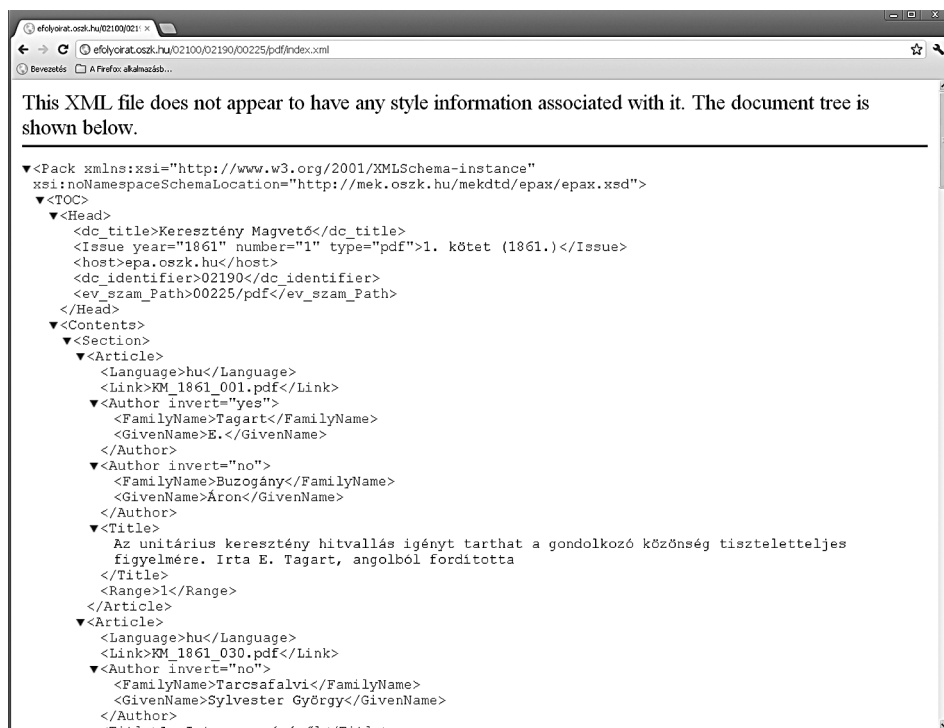 efolyoirat.oszk.hu/02100/021
efolyoirat.oszk.hu/02100/02190/00225/pdf/index.xml
Bevezetés A Firefox alkalmazásb...
This XML file does not appear to have any style information associated with it. The document tree is
shown below.
▼<Pack xmlns:xsi="http://www.w3.org/2001/XMLSchema-instance"
xsi:noNamespaceSchemaLocation="http://mek.oszk.hu/mekdtd/epax/epax.xsd">
▼<TOC>
▼<Head>
<dc_title>Keresztény Magvető</dc_title>
<Issue year="1861" number="1" type="pdf">1. kötet (1861.)</Issue>
<host>epa.oszk.hu</host>
<dc_identifier>02190</dc_identifier>
<ev_szam_Path>00225/pdf</ev_szam_Path>
</Head>
▼<Contents>
▼<Section>
▼<Article>
<Language>hu</Language>
<Link>KM_1861_001.pdf</Link>
▼<Author invert="yes">
<FamilyName>Tagart</FamilyName>
<GivenName>E.</GivenName>
</Author>
▼<Author invert="no">
<FamilyName>Buzogány</FamilyName>
<GivenName>Áron</GivenName>
</Author>
▼<Title>
Az unitárius keresztény hitvallás igényt tarthat a gondolkozó közönség tiszteletteljes
figyelmére. Irta E. Tagart, angolból fordította
</Title>
<Range>1</Range>
</Article>
▼<Article>
<Language>hu</Language>
<Link>KM_1861_030.pdf</Link>
▼<Author invert="no">
<FamilyName>Tarcsafalvi</FamilyName>
<GivenName>Sylvester György</GivenName>
</Author>